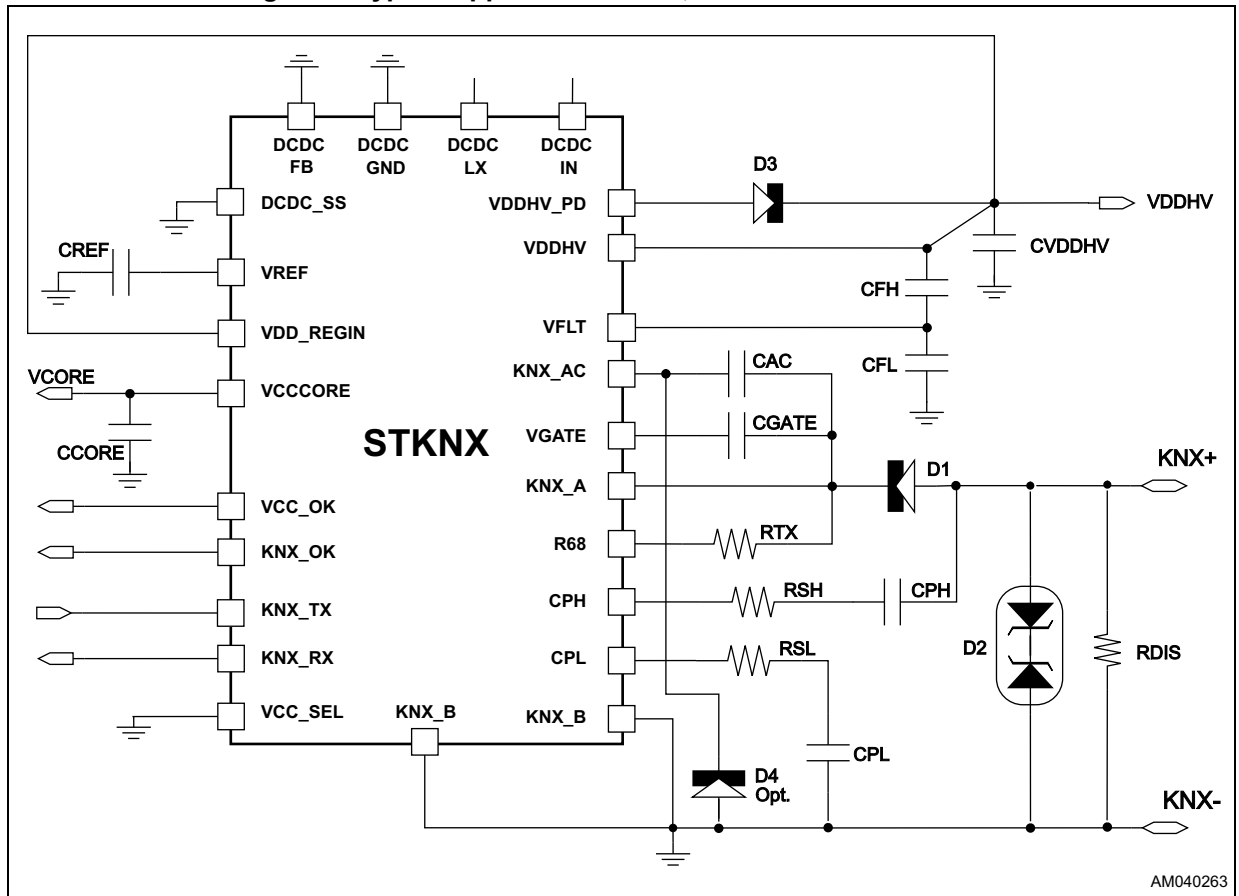 DCDC FB
DCDC GND
DCDC LX
DCDC IN
DCDC_SS
VREF
VDD_REGIN
VCCCORE
VCC_OK
KNX_OK
KNX_TX
KNX_RX
VCC_SEL
KNX_B
STKNX
VDDHV_PD
VDDHV
VFLT
KNX_AC
VGATE
KNX_A
R68
CPH
CPL
KNX_B
CREF
VCORE
CCORE
D3
VDDHV
CVDDHV
CFH
CFL
CAC
CGATE
D1
KNX+
RTX
RSH
CPH
RSL
D2
RDIS
CPL
D4
Opt.
KNX-
AM040263